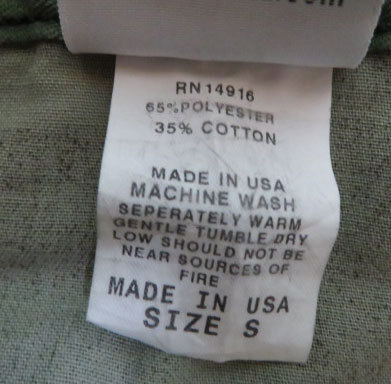 RN14916
65%POLYESTER
35% COTTON
MADE IN USA
MACHINE WASH
SEPERATELY WARM
GENTLE TUMBLE DRY
LOW SHOULD NOT BE
NEAR SOURCES OF
FIRE
MADE IN USA
SIZE S